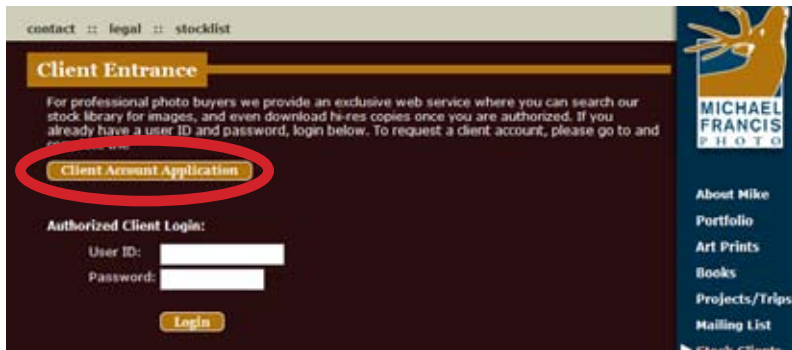 contact :: legal :: stocklist
Client Entrance
For professional photo buyers we provide an exclusive web service where you can search our
stock library for images, and even download hi-res copies once you are authorized. If you
already have a user ID and password, login below. To request a client account, please go to and
the
Client Account Application
Authorized Client Login:
User ID:
Password:
Login
MICHAEL
FRANCIS
PHOTO
About Mike
Portfolio
Art Prints
Books
Projects/Trips
Mailing List
Stock Clients